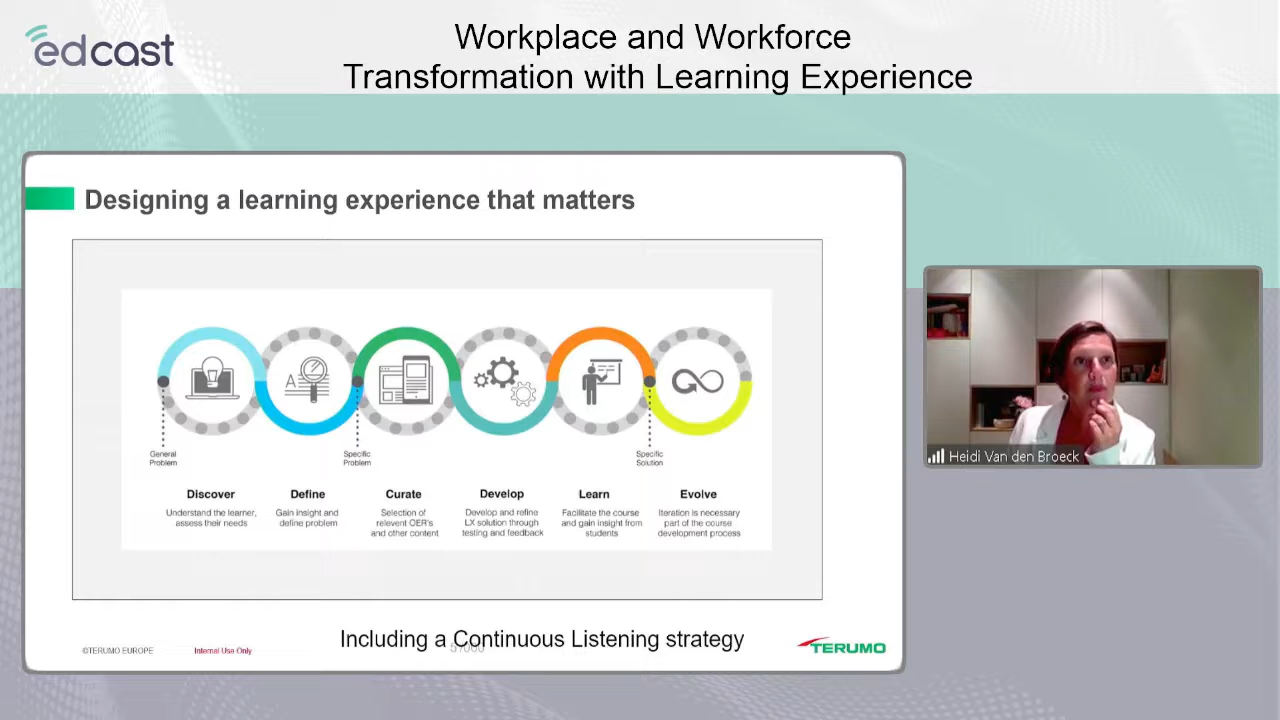 edcast
Workplace and Workforce
Transformation with Learning Experience
Designing a learning experience that matters
A
General
Problem
Specific
Problem
Specific
Solution
Discover
Understand the learner,
assess their needs
Define
Gain insight and
define problem
Curate
Selection of
relevent OER's
and other content
Develop
Develop and refine
LX solution through
testing and feedback
Learn
Facilitate the course
and gain insight from
students
Evolve
Iteration is necessary
part of the course
development process
Including a Continuous Listening strategy
©TERUMO EUROPE
Internal Use Only
TERUMO
Heidi Van den Broeck